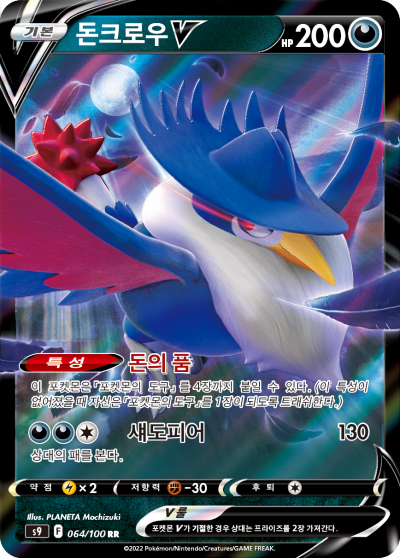 기본 돈크로우V HP 200
특성 돈의 품
이 포켓몬은 『포켓몬의 도구』를 4장까지 붙일 수 있다. (이 특성이
없어졌을 때 자신은 『포켓몬의 도구』를 1장이 되도록 트래쉬한다.)
섀도피어 130
상대의 패를 본다.
약점 ×2 저항력 -30 후퇴
Illus. PLANETA Mochizuki
V룰
s9 F 064/100 RR
포켓몬 V가 기절한 경우 상대는 프라이즈를 2장 가져간다.
©2022 Pokémon/Nintendo/Creatures/GAME FREAK.